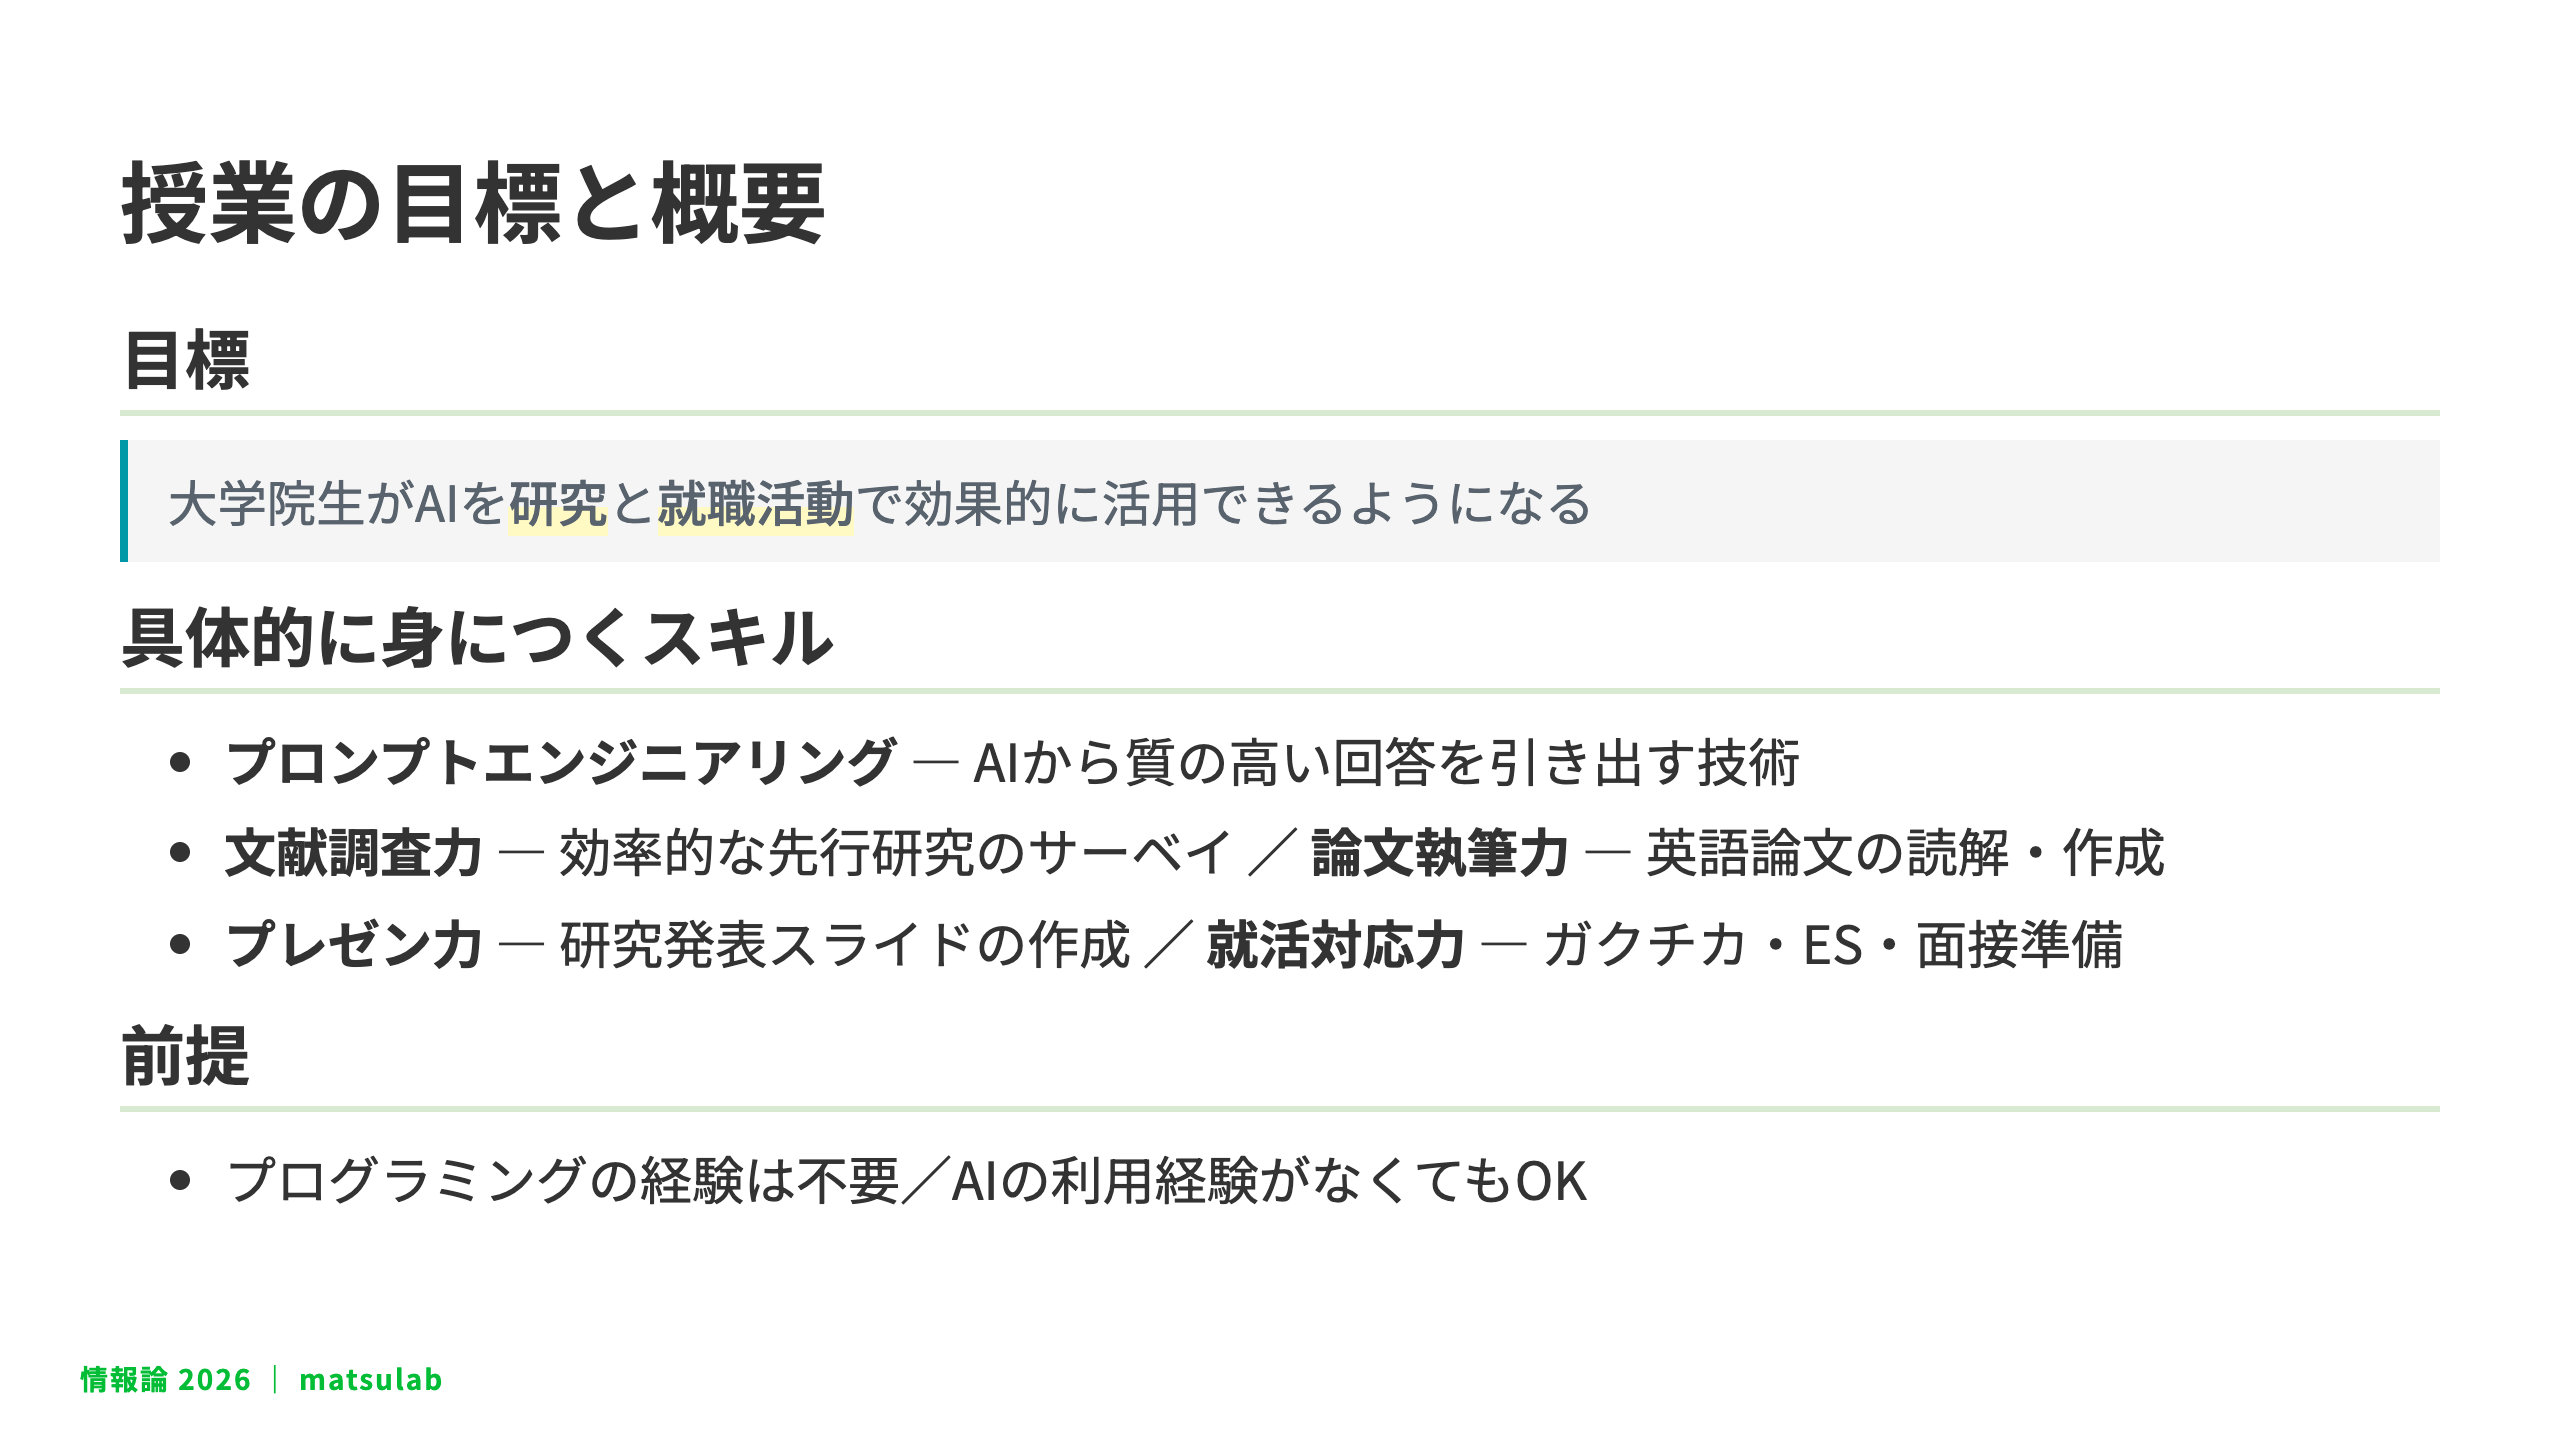 授業の目標と概要
目標
大学院生がAIを研究と就職活動で効果的に活用できるようになる
具体的に身につくスキル
• プロンプトエンジニアリング — AIから質の高い回答を引き出す技術
• 文献調査力 — 効率的な先行研究のサーベイ ／ 論文執筆力 — 英語論文の読解・作成
• プレゼン力 — 研究発表スライドの作成 ／ 就活対応力 — ガクチカ・ES・面接準備
前提
• プログラミングの経験は不要／AIの利用経験がなくてもOK
情報論 2026 ｜ matsulab